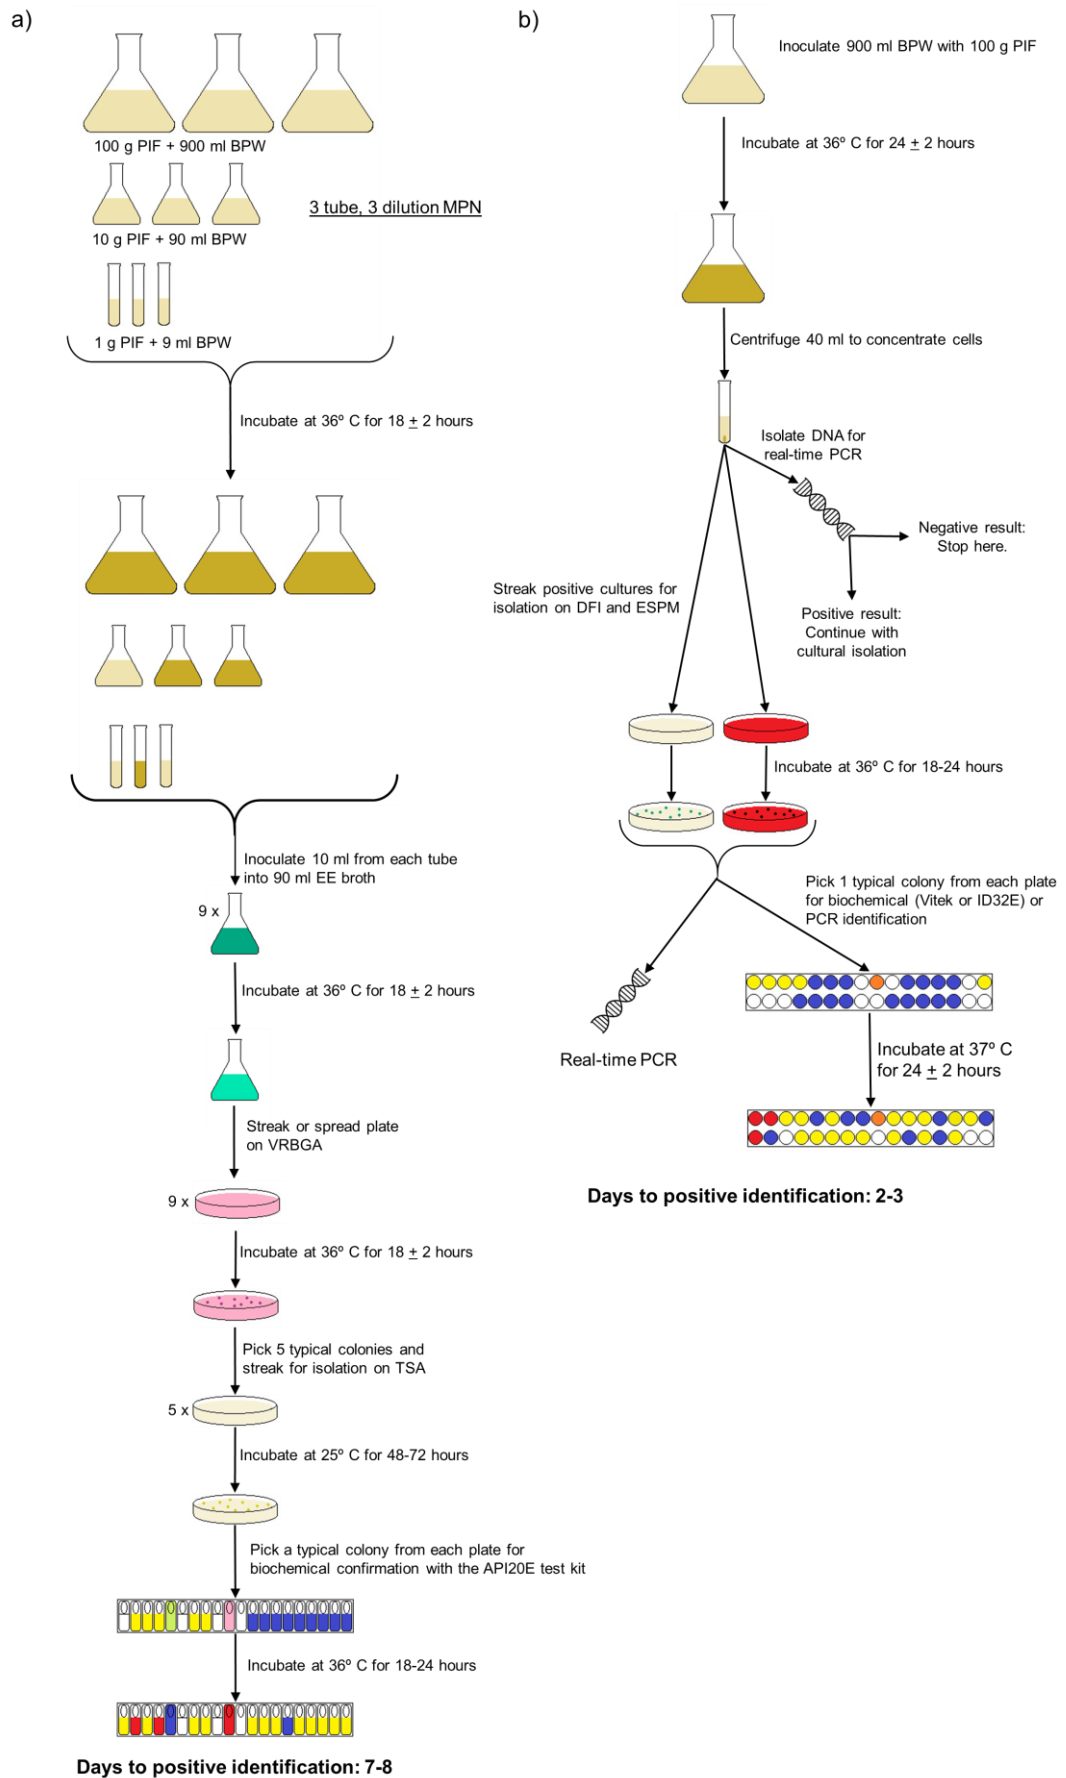 a)
100 g PIF + 900 ml BPW
3 tube, 3 dilution MPN
10 g PIF + 90 ml BPW
1 g PIF + 9 ml BPW
Incubate at 36º C for 18 + 2 hours
Inoculate 10 ml from each tube
into 90 ml EE broth
9 x
Incubate at 36º C for 18 + 2 hours
Streak or spread plate
on VRBGA
9 x
Incubate at 36º C for 18 + 2 hours
Pick 5 typical colonies and
streak for isolation on TSA
5 x
Incubate at 25º C for 48-72 hours
Pick a typical colony from each plate for
biochemical confirmation with the API20E test kit
Incubate at 36º C for 18-24 hours
Days to positive identification: 7-8
b)
Inoculate 900 ml BPW with 100 g PIF
Incubate at 36º C for 24 + 2 hours
Centrifuge 40 ml to concentrate cells
Isolate DNA for
real-time PCR
Negative result:
Stop here.
Positive result:
Continue with
cultural isolation
Streak positive cultures for
isolation on DFI and ESPM
Incubate at 36º C for 18-24 hours
Pick 1 typical colony from each plate
for biochemical (Vitek or ID32E) or
PCR identification
Real-time PCR
Incubate at 37º C
for 24 + 2 hours
Days to positive identification: 2-3